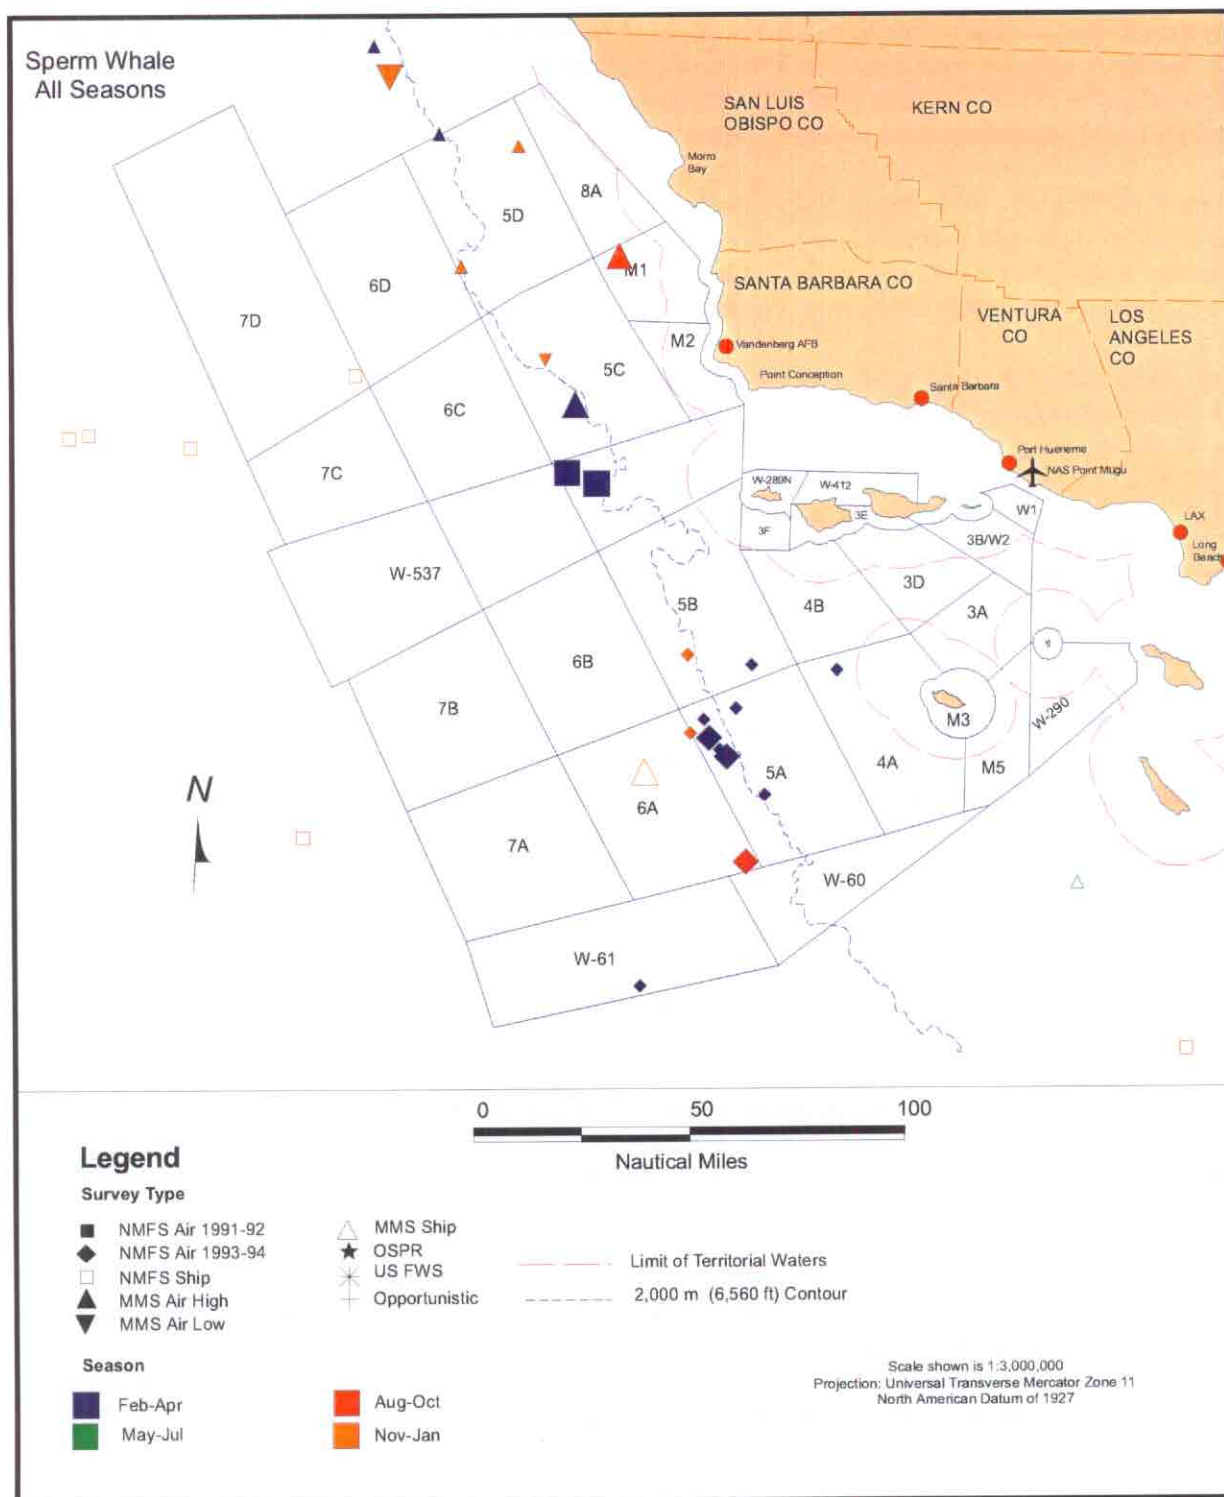 Sperm Whale
All Seasons
SAN LUIS
OBISPO CO
KERN CO
Morro
Bay
8A
5D
6D
M1
SANTA BARBARA CO
7D
VENTURA
CO
LOS
ANGELES
CO
M2
Vandenberg AFB
5C
Point Conception
Santa Barbara
6C
7C
Port Hueneme
NAS Point Mugu
W-289N
W-412
W1
3F
3E
LAX
3B/W2
Long
Beach
W-537
3D
5B
4B
3A
6B
7B
M3
W-290
4A
M5
5A
N
6A
7A
W-60
W-61
0
50
100
Nautical Miles
Legend
Survey Type
NMFS Air 1991-92
NMFS Air 1993-94
NMFS Ship
MMS Air High
MMS Air Low
MMS Ship
OSPR
US FWS
Opportunistic
Limit of Territorial Waters
2,000 m (6,560 ft) Contour
Season
Feb-Apr
May-Jul
Aug-Oct
Nov-Jan
Scale shown is 1:3,000,000
Projection: Universal Transverse Mercator Zone 11
North American Datum of 1927